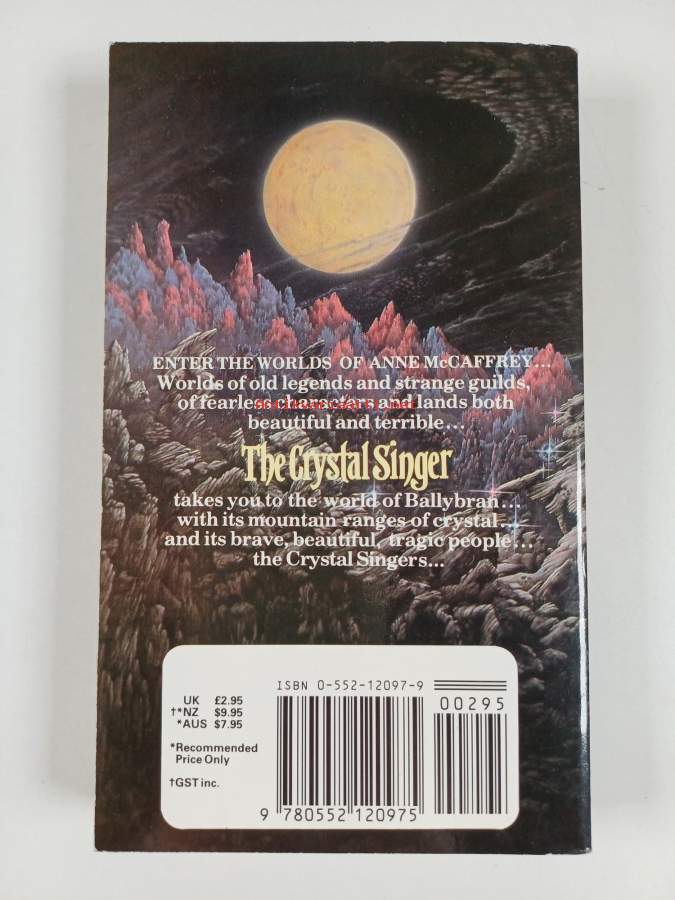 ENTER THE WORLDS OF ANNE McCAFFREY...
Worlds of old legends and strange guilds,
of fearless characters and lands both
beautiful and terrible...
The Crystal Singer
takes you to the world of Ballybran...
with its mountain ranges of crystal...
and its brave, beautiful, tragic people...
the Crystal Singers...
UK £2.95
†*NZ $9.95
*AUS $7.95
*Recommended
Price Only
†GST inc.
ISBN 0-552-12097-9
00295
9 780552 120975